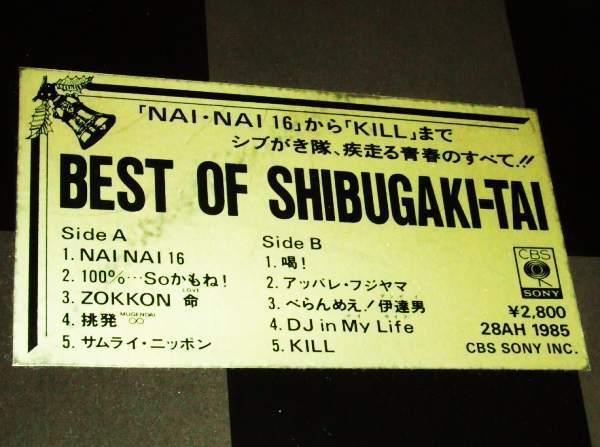 「NAI・NAI 16」から「KILL」まで
シブがき隊、疾走る青春のすべて.!!
BEST OF SHIBUGAKI-TAI
Side A
1. NAI NAI 16
2. 100%…Soかもね!
LOVE
3. ZOKKON 命
MUGENDAI
4. 挑発∞
5. サムライ・ニッポン
Side B
1. 喝!
2. アッパレ・フジヤマ
3. べらんめえ!伊達男
4. DJ in My Life
5. KILL
CBS
SONY
¥2,800
28AH 1985
CBS SONY INC.